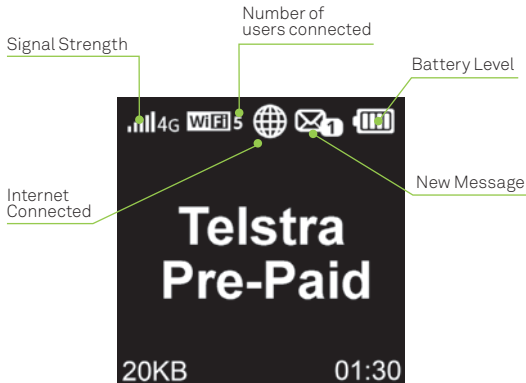 Number of
users connected
Signal Strength
Battery Level
4G WiFi 5 1
Internet
Connected
New Message
Telstra
Pre-Paid
20KB 01:30